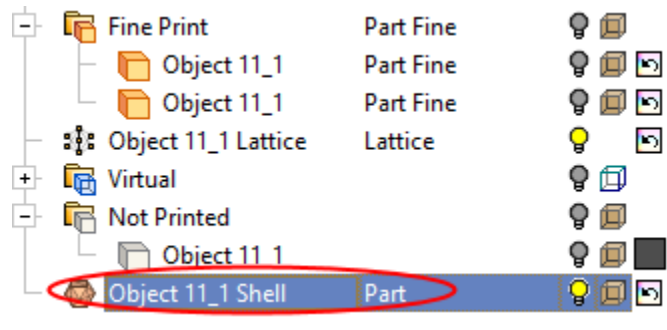 Fine Print Part Fine
Object 11_1 Part Fine
Object 11_1 Part Fine
Object 11_1 Lattice Lattice
Virtual
Not Printed
Object 11_1
Object 11_1 Shell Part